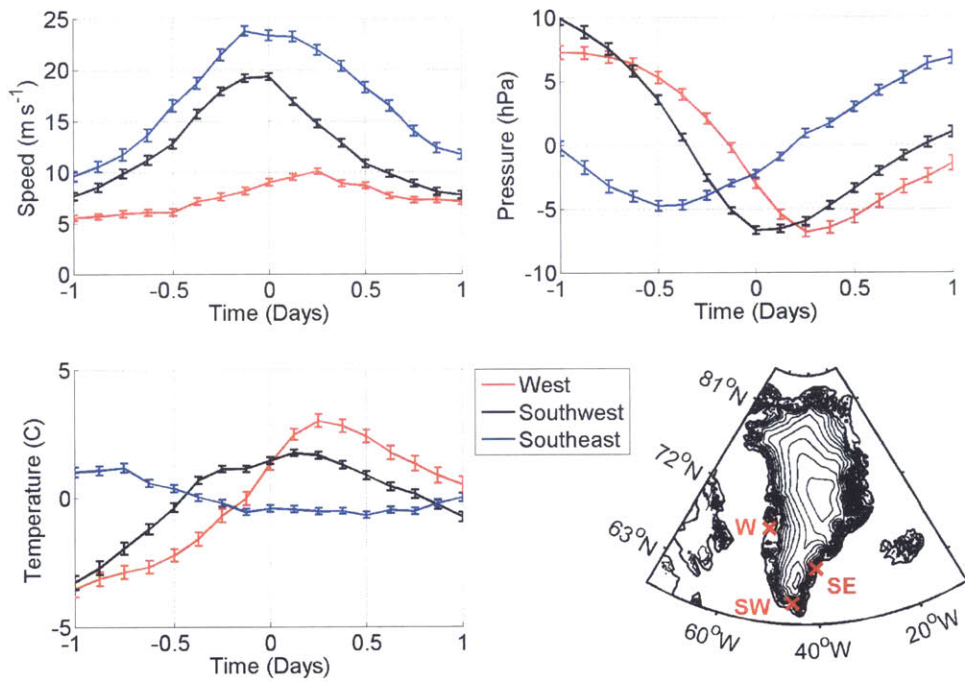 25
20
15
10
5
0
Speed (m s-1)
-1
-0.5
0
0.5
1
Time (Days)
10
5
0
-5
-10
Pressure (hPa)
-1
-0.5
0
0.5
1
Time (Days)
5
0
-5
Temperature (C)
-1
-0.5
0
0.5
1
Time (Days)
West
Southwest
Southeast
81°N
72°N
63°N
W
SE
SW
60°W
40°W
20°W